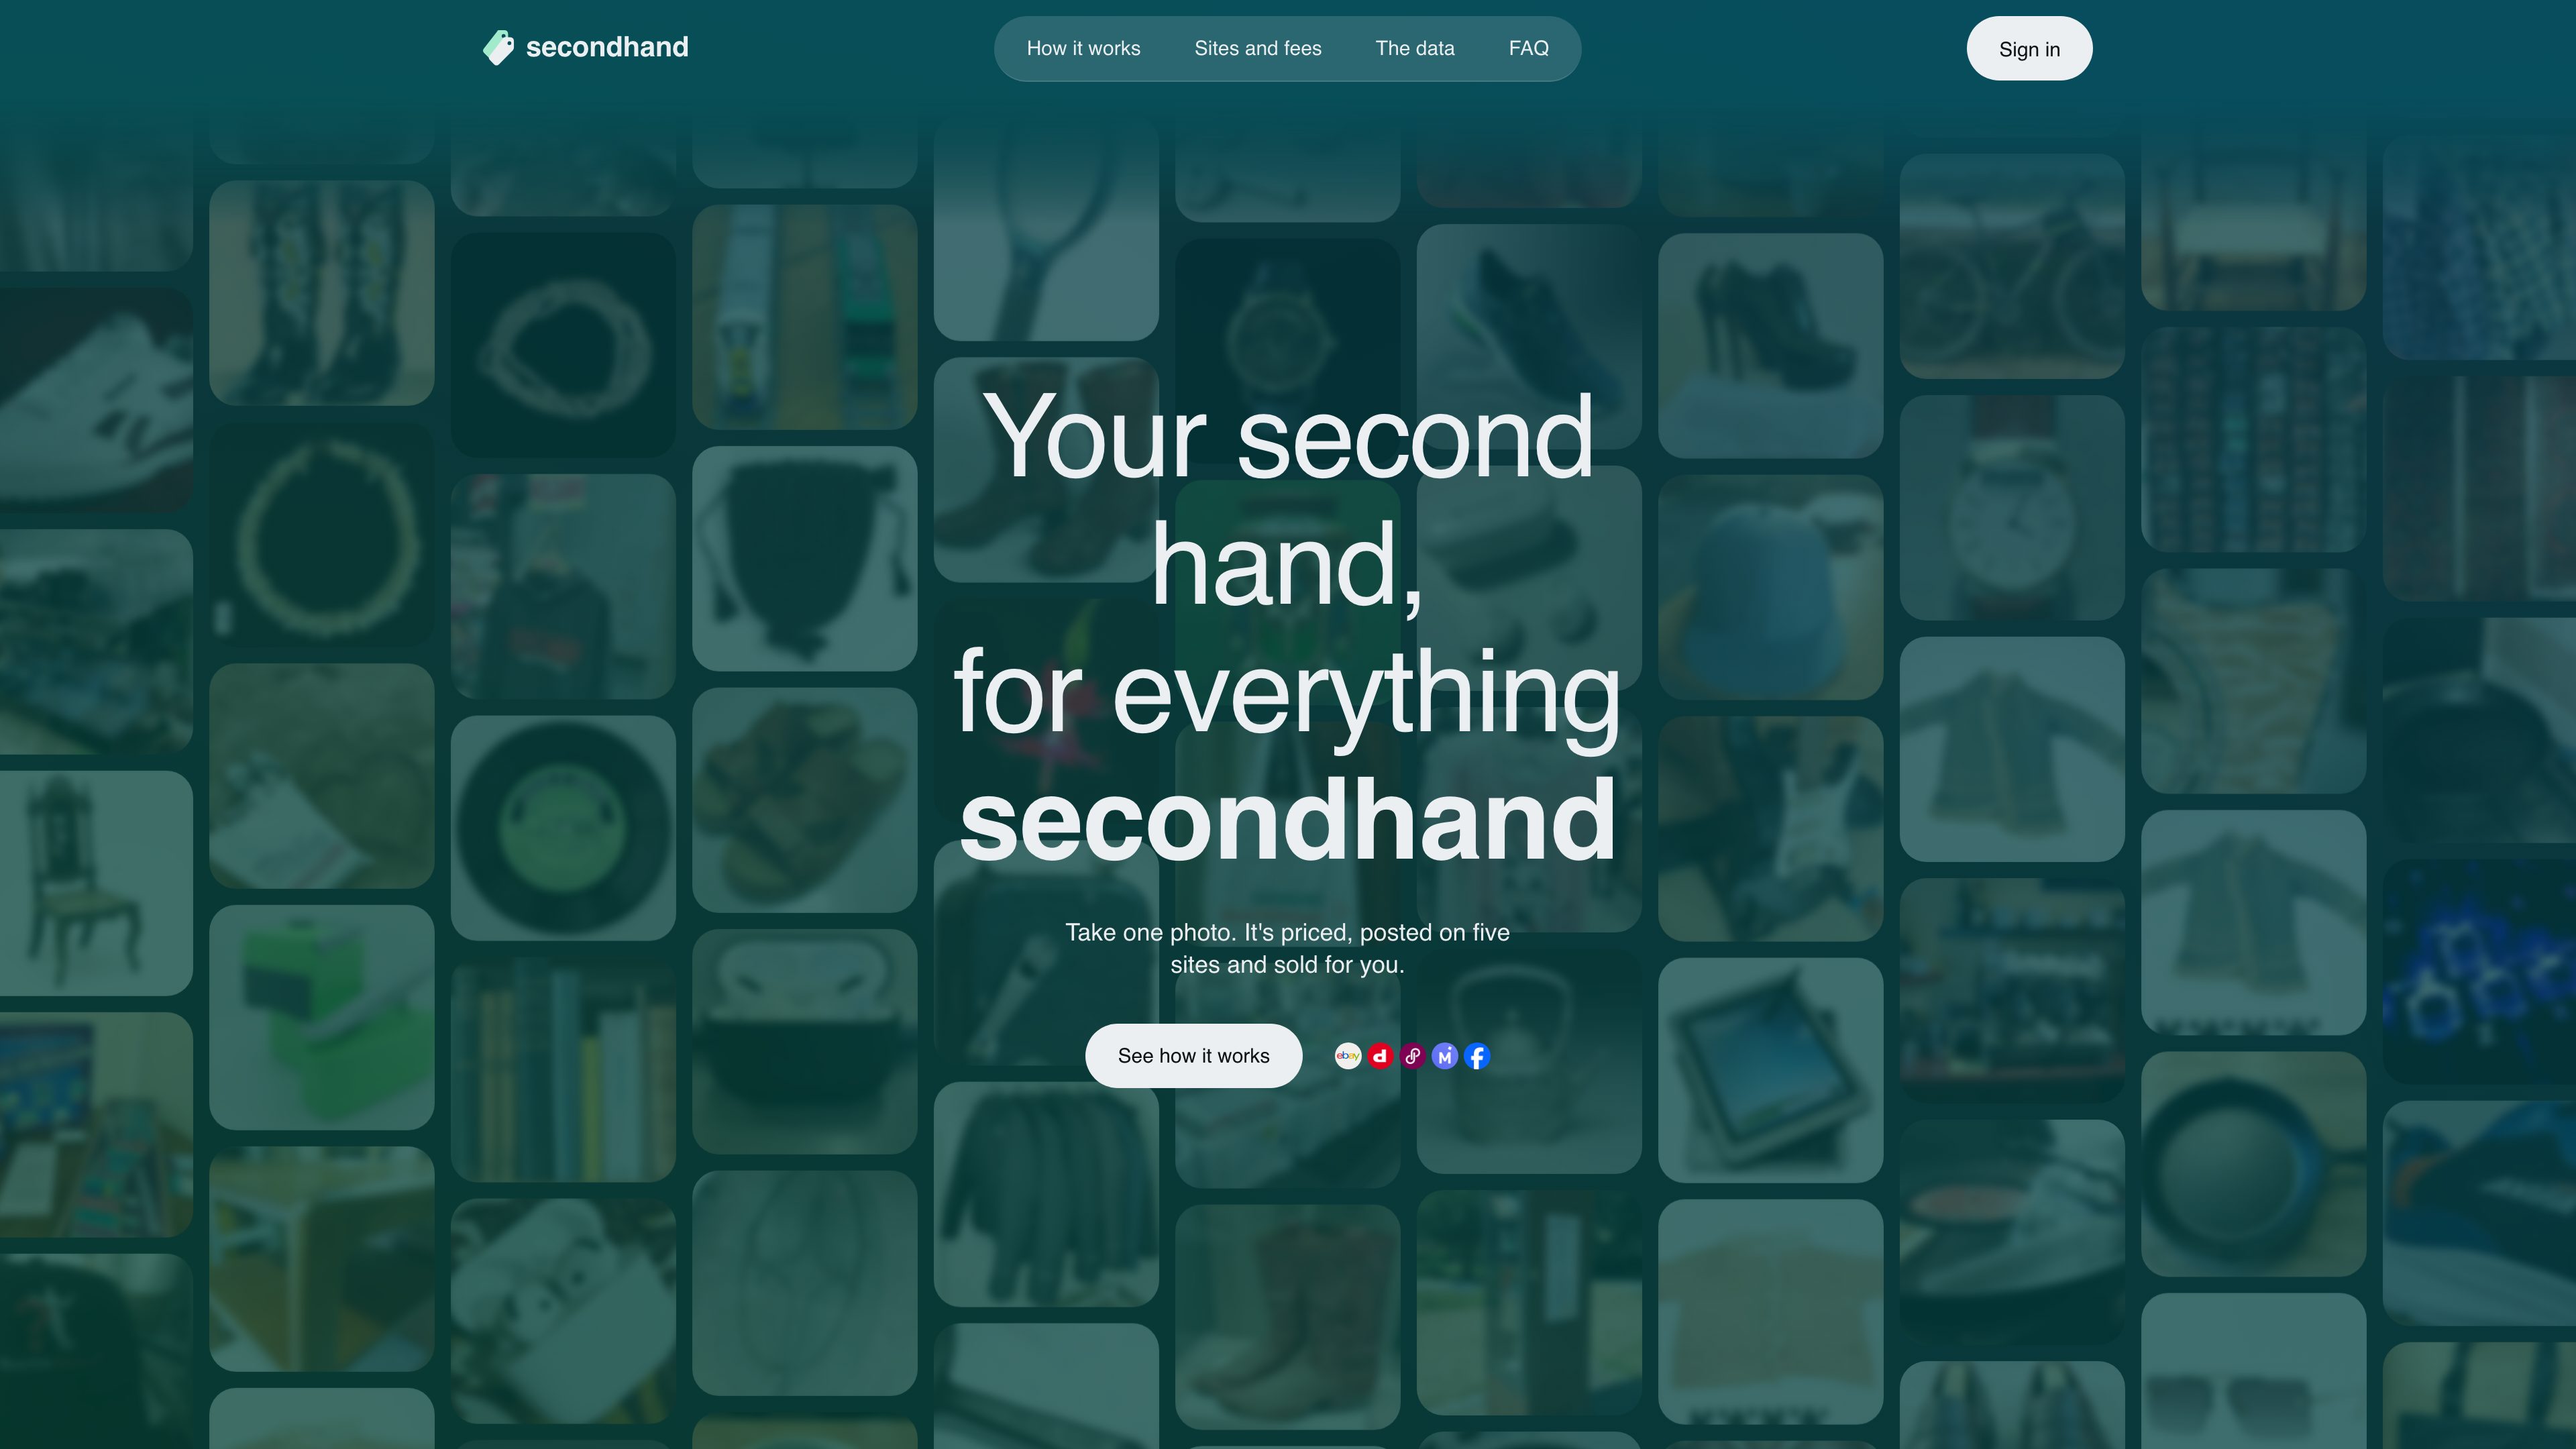 secondhand
How it works
Sites and fees
The data
FAQ
Sign in
Your second
hand,
for everything
secondhand
Take one photo. It's priced, posted on five
sites and sold for you.
See how it works
ebay